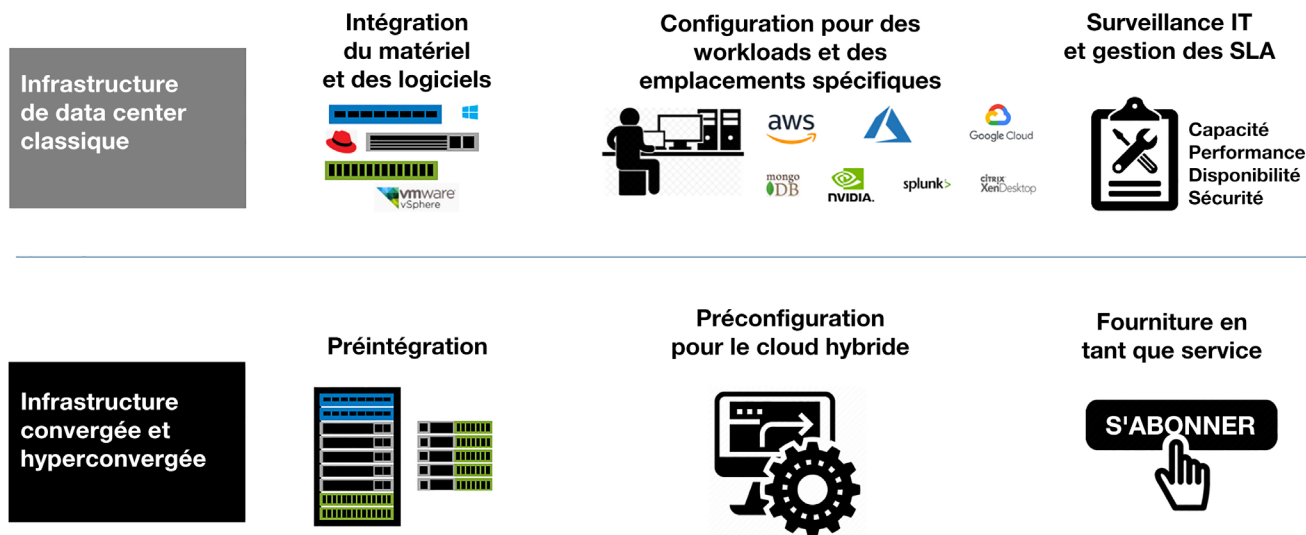 Infrastructure
de data center
classique
Intégration
du matériel
et des logiciels
vmware
vSphere
Configuration pour des
workloads et des
emplacements spécifiques
aws
Google Cloud
mongo
DB
NVIDIA.
splunk>
citrix
XenDesktop
Surveillance IT
et gestion des SLA
Capacité
Performance
Disponibilité
Sécurité
Infrastructure
convergée et
hyperconvergée
Préintégration
Préconfiguration
pour le cloud hybride
Fourniture en
tant que service
S'ABONNER